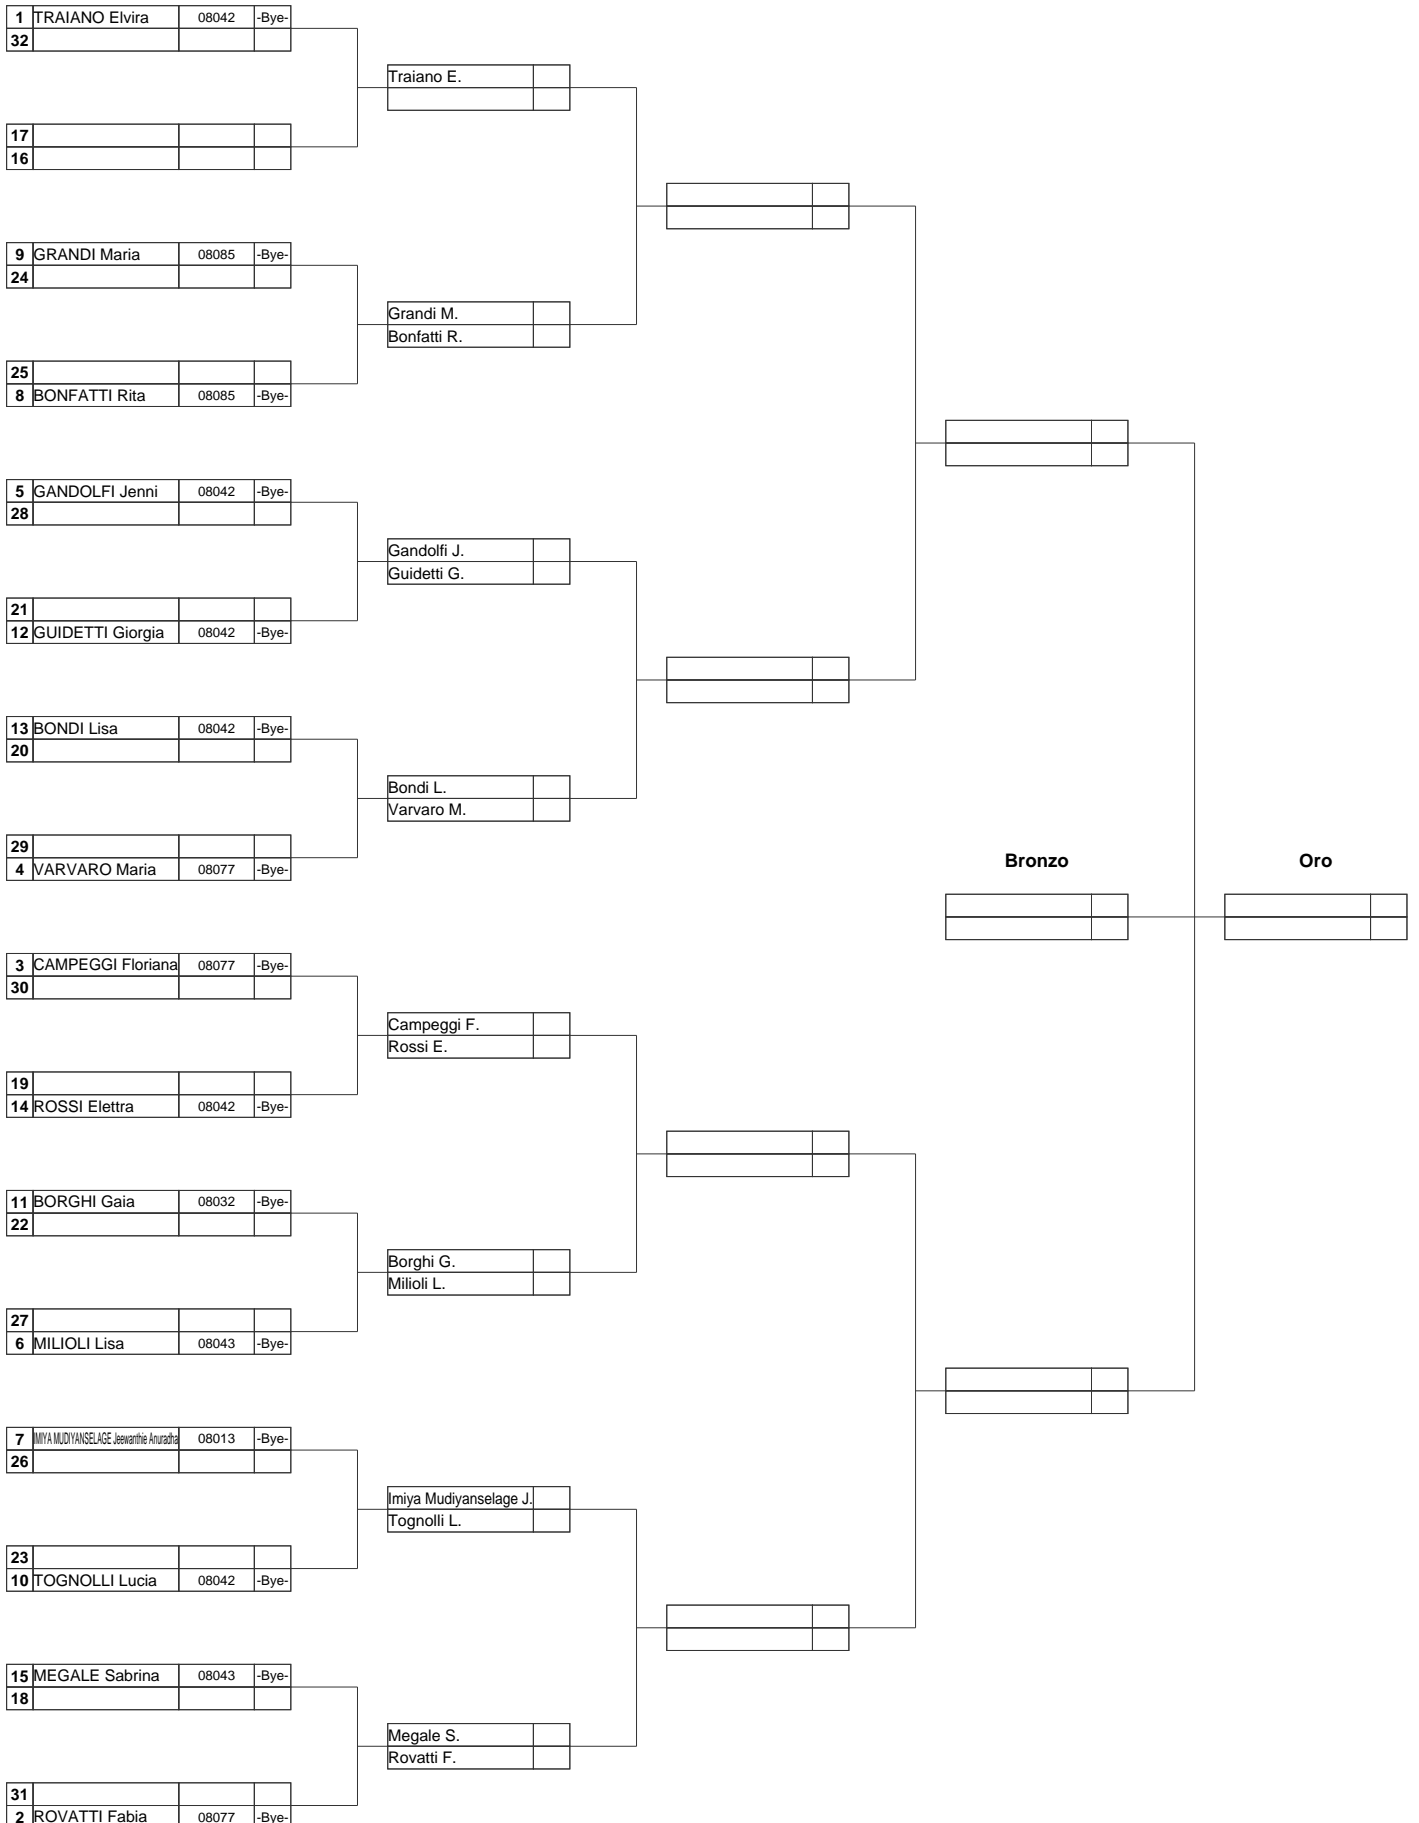 1 TRAIANO Elvira 08042 -Bye-
32
Traiano E.
17
16
9 GRANDI Maria 08085 -Bye-
24
Grandi M.
Bonfatti R.
25
8 BONFATTI Rita 08085 -Bye-
5 GANDOLFI Jenni 08042 -Bye-
28
Gandolfi J.
Guidetti G.
21
12 GUIDETTI Giorgia 08042 -Bye-
13 BONDI Lisa 08042 -Bye-
20
Bondi L.
Varvaro M.
29
4 VARVARO Maria 08077 -Bye-
Bronzo Oro
3 CAMPEGGI Floriana 08077 -Bye-
30
Campeggi F.
Rossi E.
19
14 ROSSI Elettra 08042 -Bye-
11 BORGHI Gaia 08032 -Bye-
22
Borghi G.
Milioli L.
27
6 MILIOLI Lisa 08043 -Bye-
7 IMIYA MUDIYANSELAGE Jeewanthie Anuradha 08013 -Bye-
26
Imiya Mudiyanselage J.
Tognolli L.
23
10 TOGNOLLI Lucia 08042 -Bye-
15 MEGALE Sabrina 08043 -Bye-
18
Megale S.
Rovatti F.
31
2 ROVATTI Fabia 08077 -Bye-